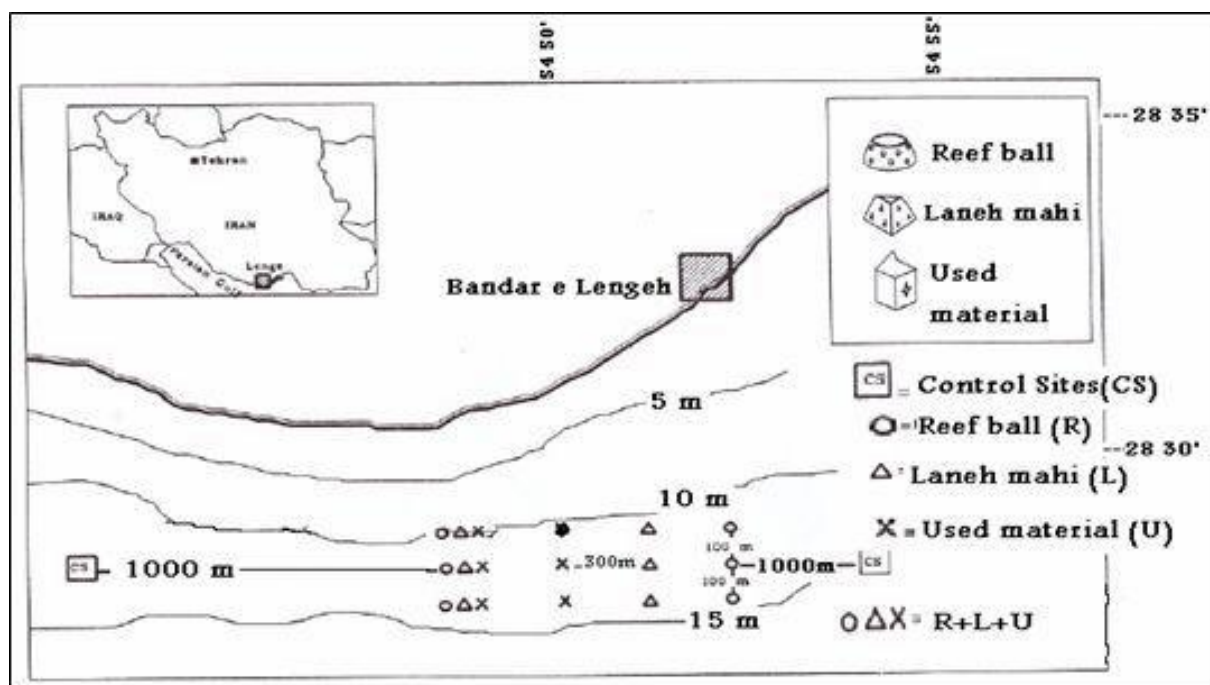 54 50'
54 55'
28 35'
Tehran
IRAQ
IRAN
Persian Gulf
Lenge
Reef ball
Laneh mahi
Used
material
Bandar e Lengeh
CS = Control Sites(CS)
5 m
=Reef ball (R)
28 30'
= Laneh mahi (L)
10 m
= Used material (U)
100 m
CS
1000 m
300m
1000m
CS
100 m
15 m
= R+L+U